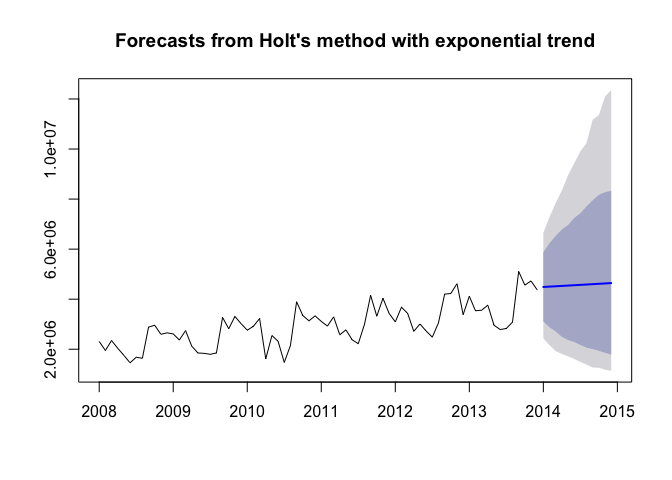 Forecasts from Holt's method with exponential trend
1.0e+07
6.0e+06
2.0e+06
2008 2009 2010 2011 2012 2013 2014 2015